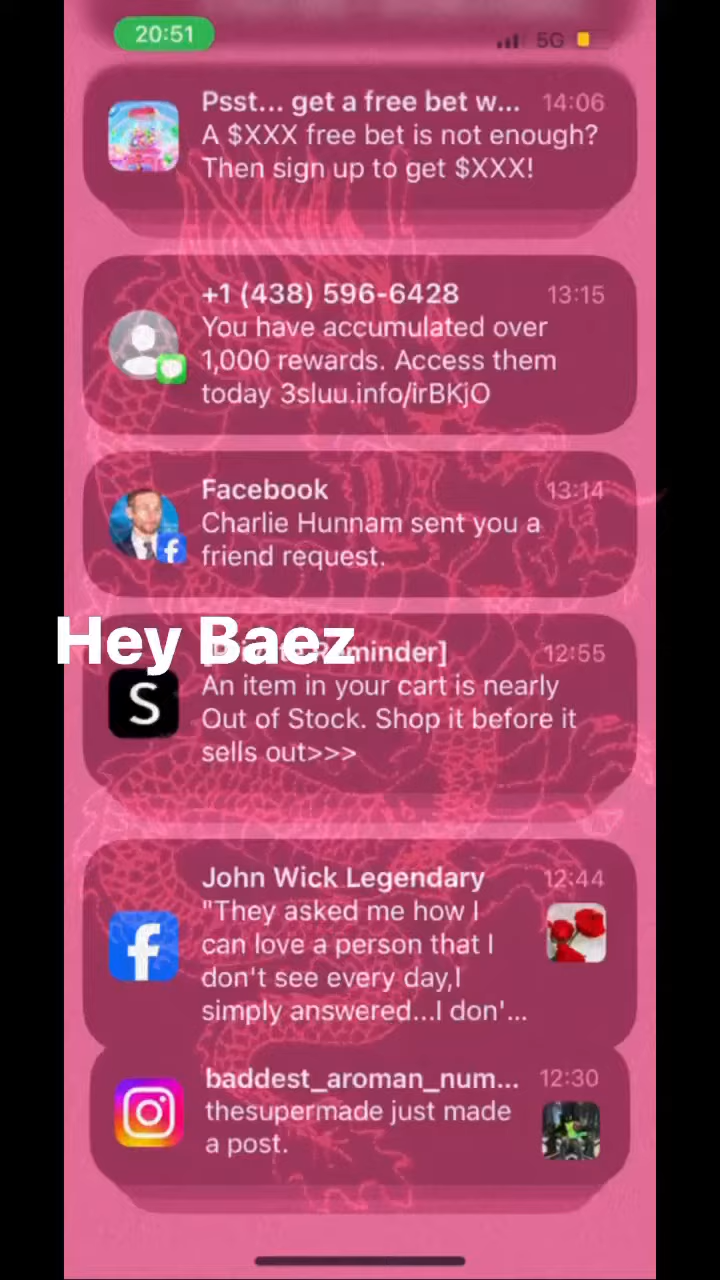 20:51
5G
Psst... get a free bet w... 14:06
A $XXX free bet is not enough?
Then sign up to get $XXX!
+1 (438) 596-6428 13:15
You have accumulated over
1,000 rewards. Access them
today 3sluu.info/irBKjO
Facebook 13:14
Charlie Hunnam sent you a
friend request.
Hey Baez
Reminder] 12:55
S
An item in your cart is nearly
Out of Stock. Shop it before it
sells out>>>
John Wick Legendary 12:44
"They asked me how I
can love a person that I
don't see every day,I
simply answered...I don'...
baddest_aroman_num... 12:30
thesupermade just made
a post.